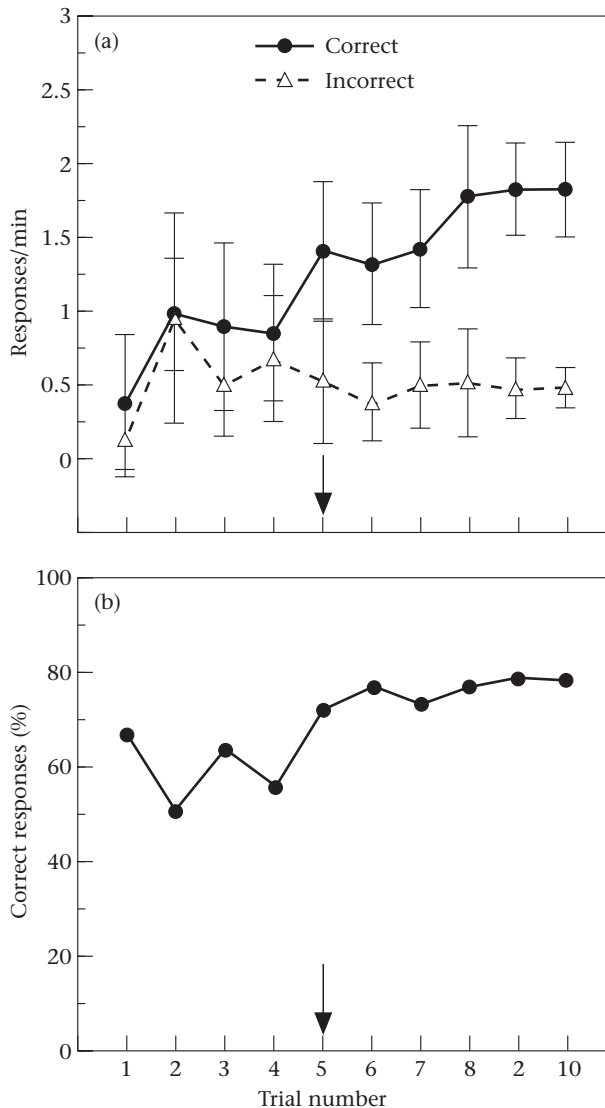 3
(a)
Correct
Incorrect
2.5
2
1.5
1
0.5
0
Responses/min
100
(b)
80
60
40
20
0
Correct responses (%)
1 2 3 4 5 6 7 8 2 10
Trial number